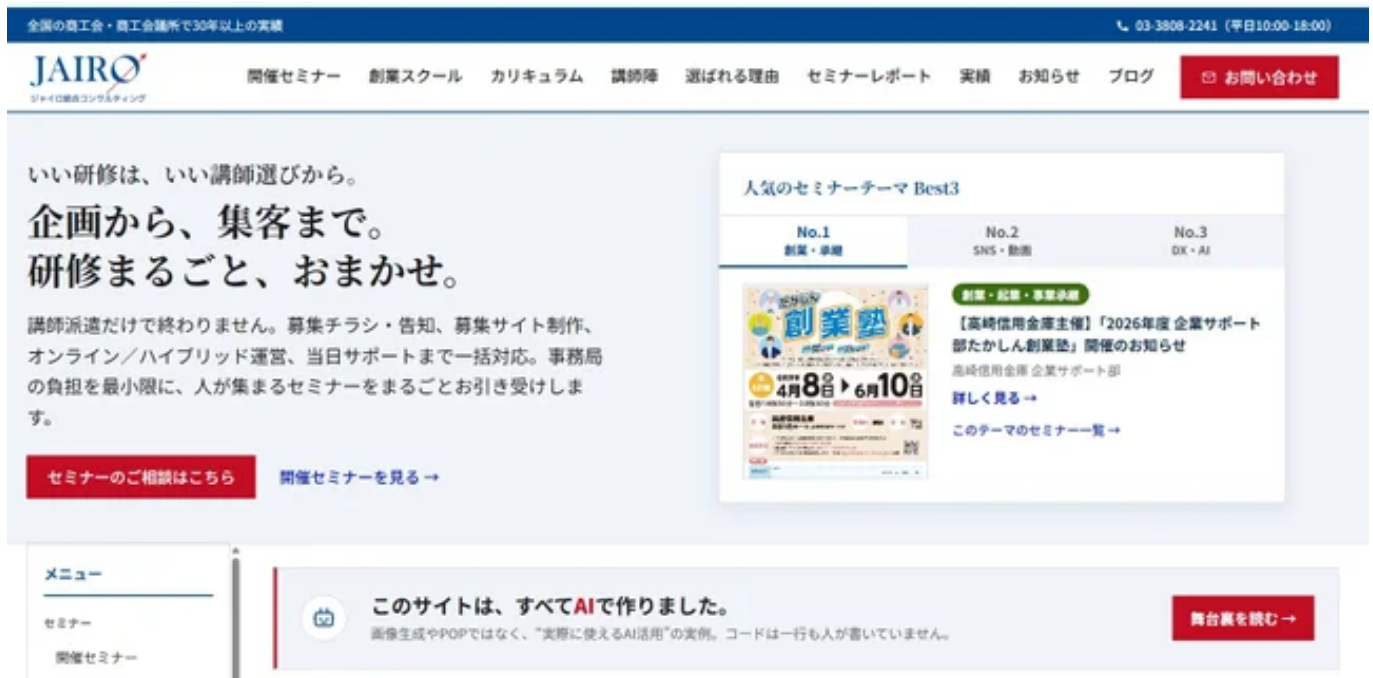 全国の商工会・商工会議所で30年以上の実績
03-3808-2241（平日10:00-18:00）
JAIRO
ジャイロ総合コンサルティング
開催セミナー 創業スクール カリキュラム 講師陣 選ばれる理由 セミナーレポート 実績 お知らせ ブログ お問い合わせ
いい研修は、いい講師選びから。
企画から、集客まで。
研修まるごと、おまかせ。
講師派遣だけで終わりません。募集チラシ・告知、募集サイト制作、
オンライン／ハイブリッド運営、当日サポートまで一括対応。事務局
の負担を最小限に、人が集まるセミナーをまるごとお引き受けしま
す。
セミナーのご相談はこちら 開催セミナーを見る→
人気のセミナーテーマ Best3
No.1
創業・承継
No.2
SNS・動画
No.3
DX・AI
たかしん
創業塾
4月8日 6月10日
創業・起業・事業承継
【高崎信用金庫主催】「2026年度 企業サポート
部たかしん創業塾」開催のお知らせ
高崎信用金庫 企業サポート部
詳しく見る→
このテーマのセミナー一覧→
メニュー
セミナー
開催セミナー
このサイトは、すべてAIで作りました。
画像生成やPOPではなく、“実際に使えるAI活用”の実例。コードは一行も人が書いていません。
舞台裏を読む→